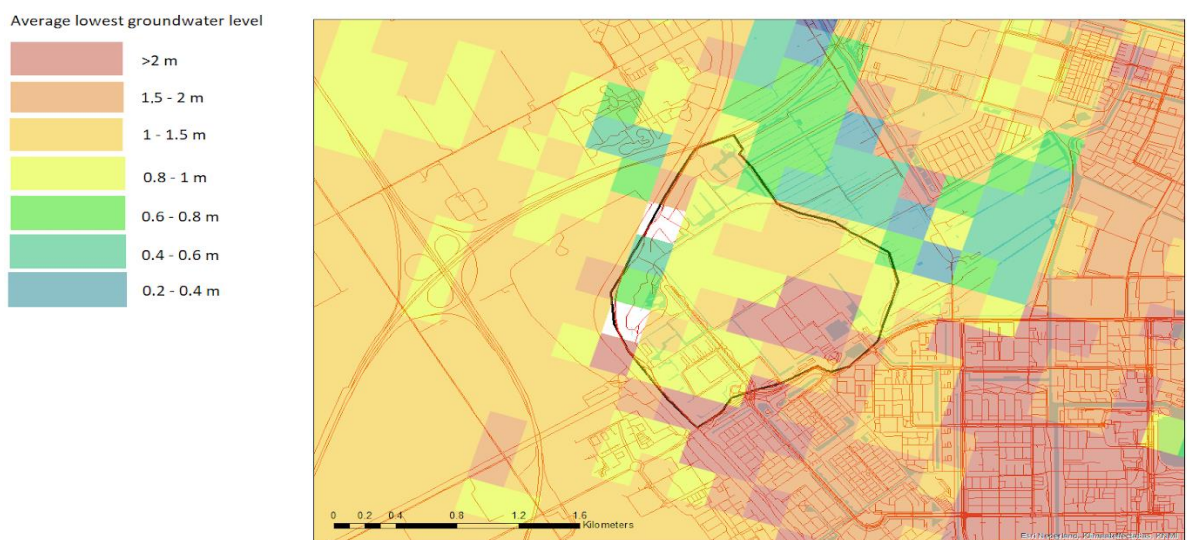 Average lowest groundwater level
>2 m
1,5 - 2 m
1 - 1.5 m
0.8 - 1 m
0.6 - 0.8 m
0.4 - 0.6 m
0.2 - 0.4 m
0 0.2 0.4 0.8 1.2 1.6
Kilometers
Esri Nederland,